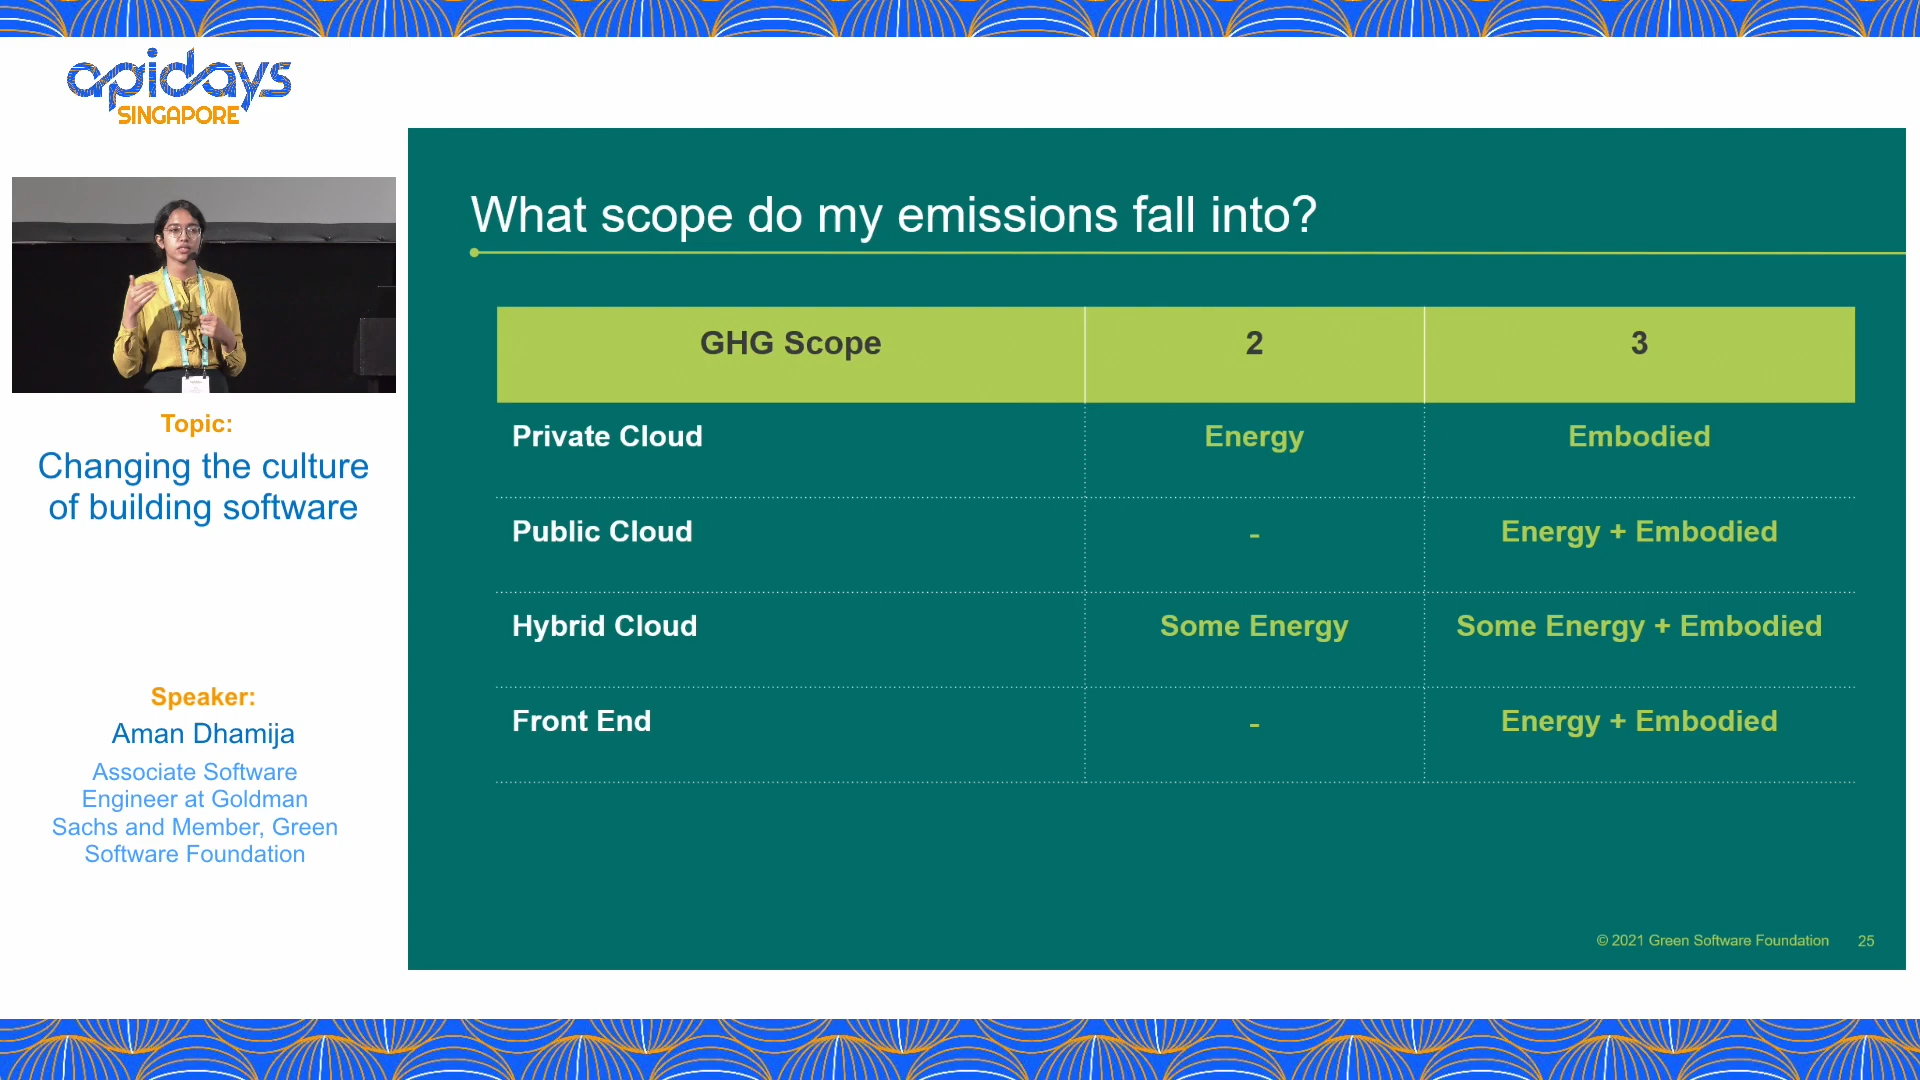 apidays
SINGAPORE
Topic:
Changing the culture
of building software
Speaker:
Aman Dhamija
Associate Software
Engineer at Goldman
Sachs and Member, Green
Software Foundation
What scope do my emissions fall into?
GHG Scope 2 3
Private Cloud Energy Embodied
Public Cloud - Energy + Embodied
Hybrid Cloud Some Energy Some Energy + Embodied
Front End - Energy + Embodied
© 2021 Green Software Foundation 25